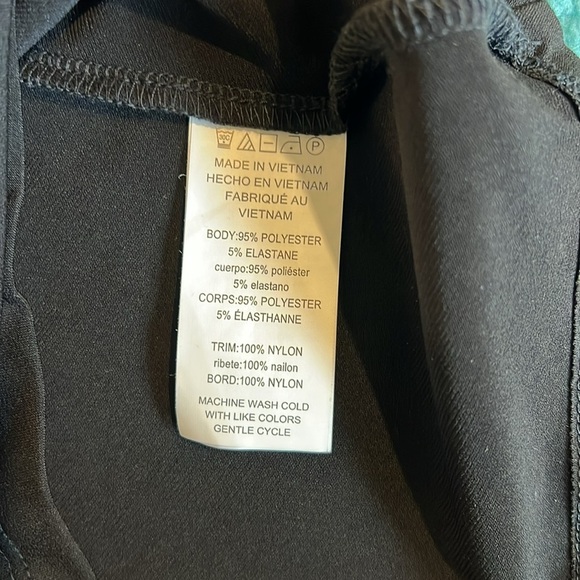 30C P
MADE IN VIETNAM
HECHO EN VIETNAM
FABRIQUÉ AU
VIETNAM
BODY:95% POLYESTER
5% ELASTANE
cuerpo:95% poliéster
5% elastano
CORPS:95% POLYESTER
5% ÉLASTHANNE
TRIM:100% NYLON
ribete:100% nailon
BORD:100% NYLON
MACHINE WASH COLD
WITH LIKE COLORS
GENTLE CYCLE